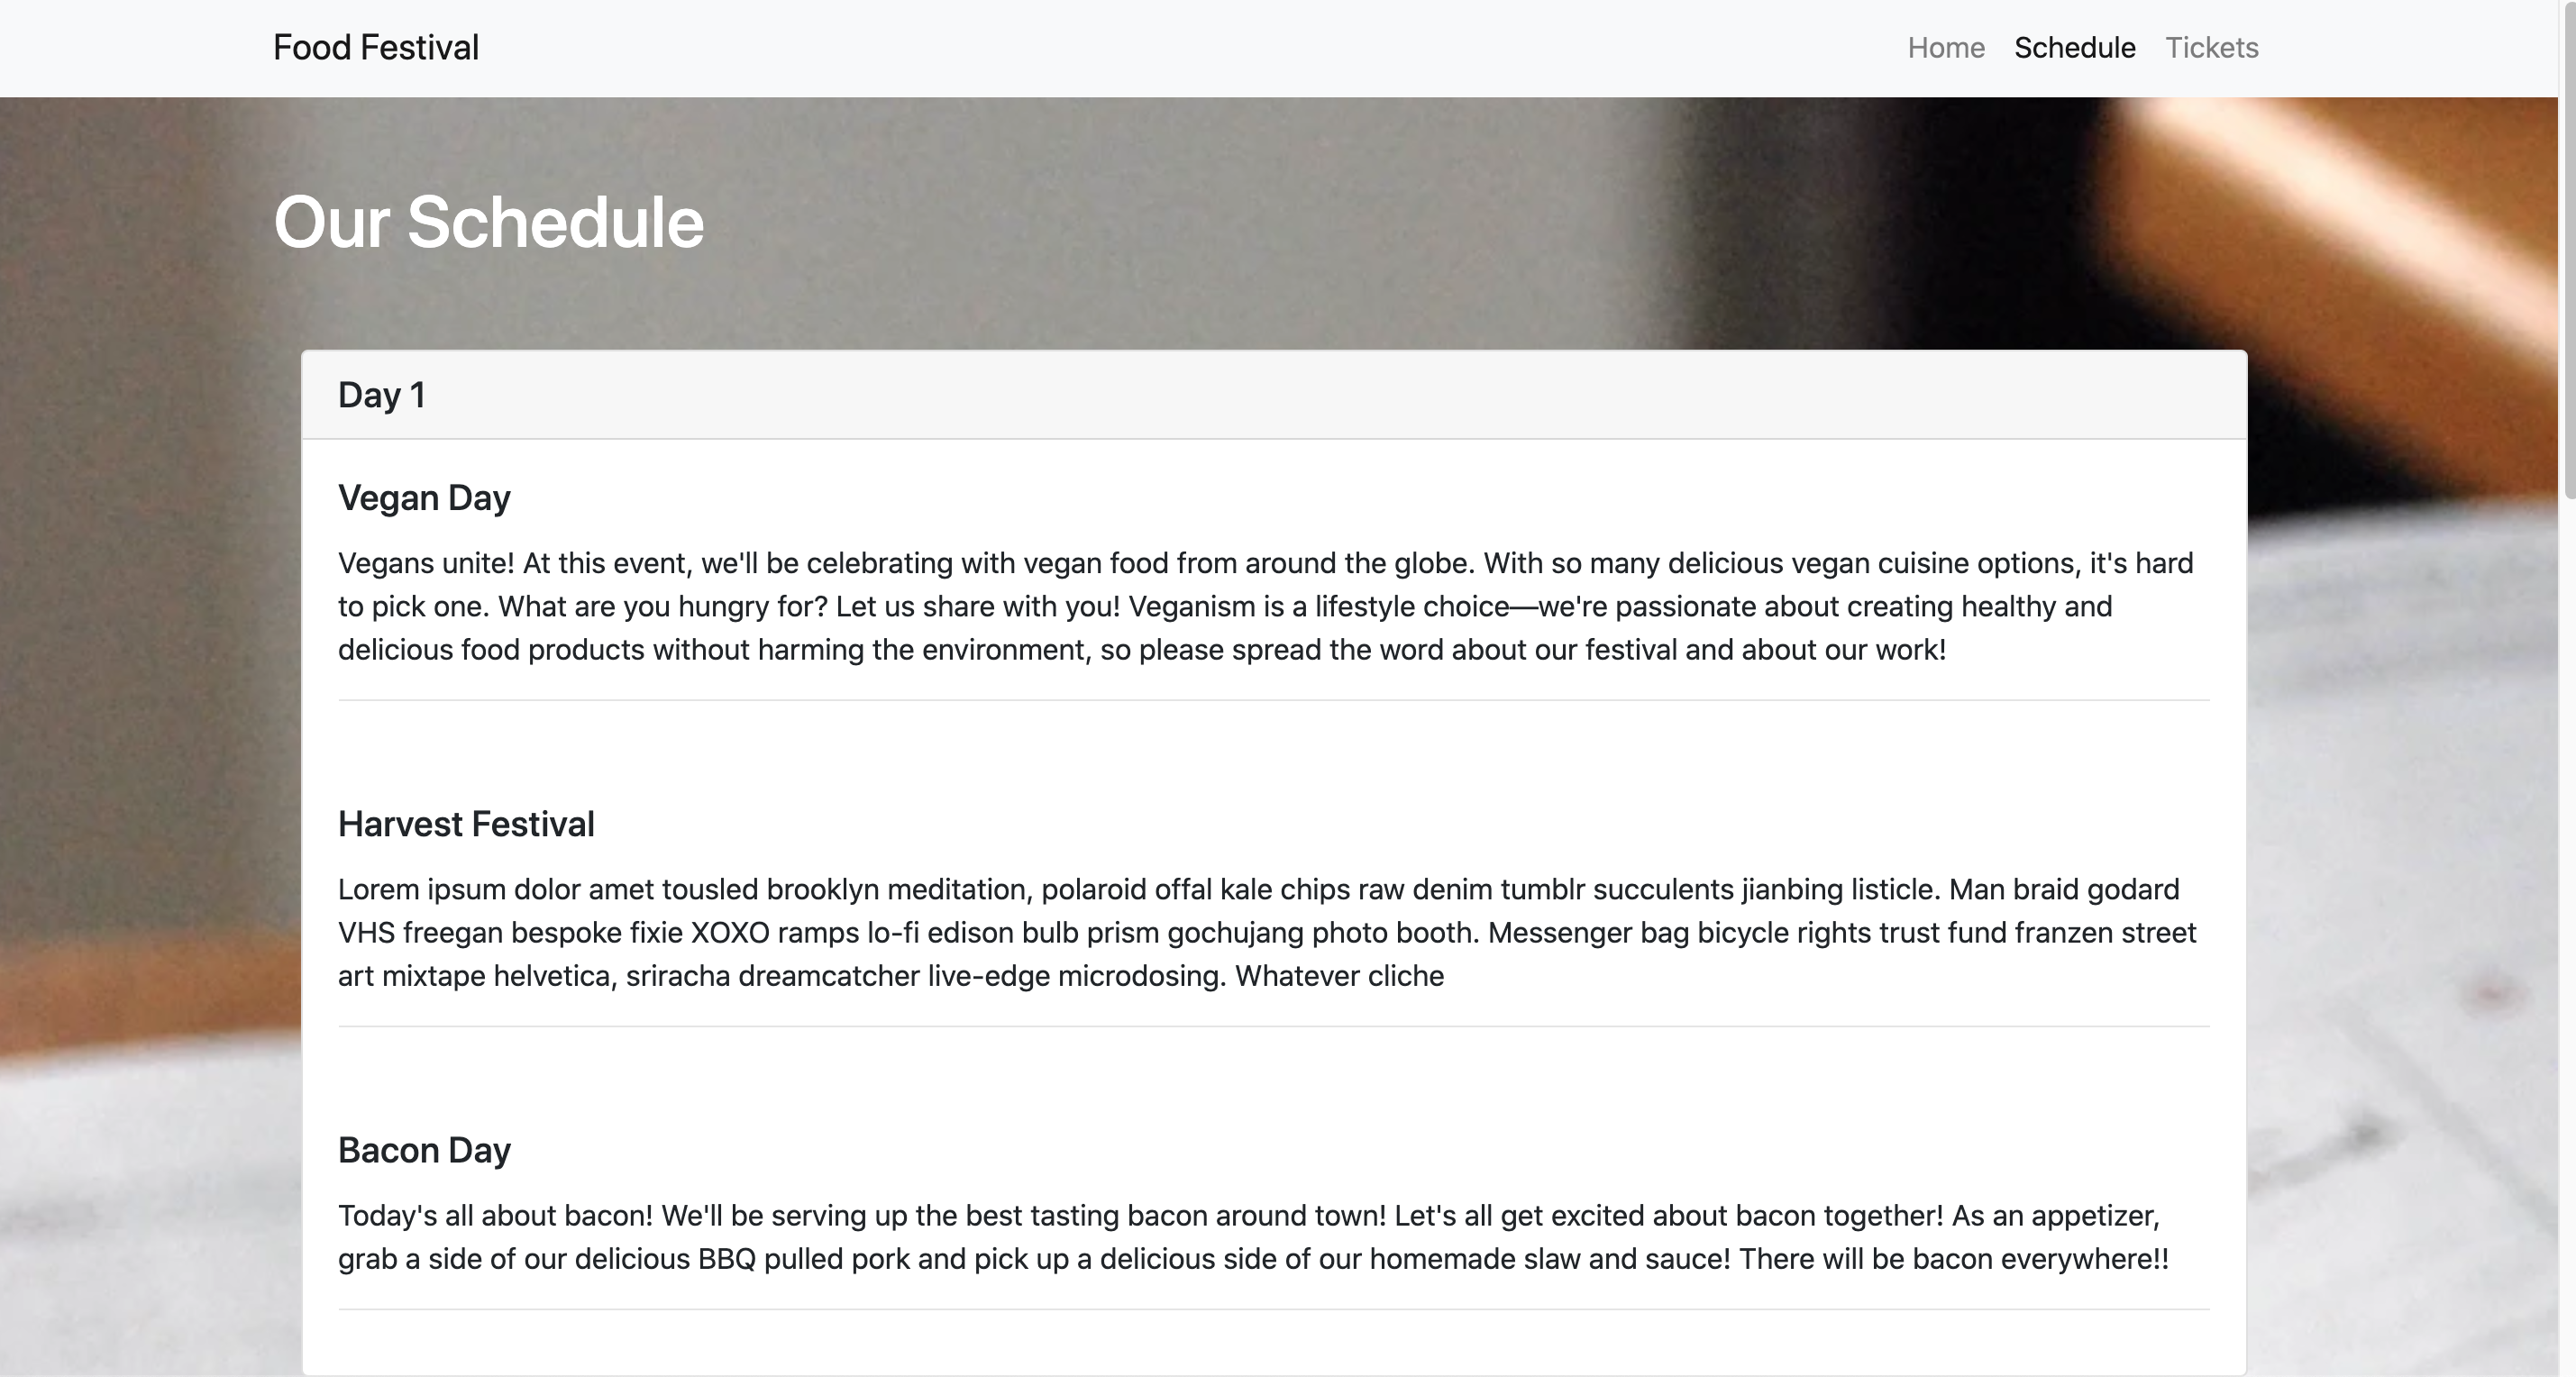 Food Festival
Home Schedule Tickets
Our Schedule
Day 1
Vegan Day
Vegans unite! At this event, we'll be celebrating with vegan food from around the globe. With so many delicious vegan cuisine options, it's hard
to pick one. What are you hungry for? Let us share with you! Veganism is a lifestyle choice—we're passionate about creating healthy and
delicious food products without harming the environment, so please spread the word about our festival and about our work!
Harvest Festival
Lorem ipsum dolor amet tousled brooklyn meditation, polaroid offal kale chips raw denim tumblr succulents jianbing listicle. Man braid godard
VHS freegan bespoke fixie XOXO ramps lo-fi edison bulb prism gochujang photo booth. Messenger bag bicycle rights trust fund franzen street
art mixtape helvetica, sriracha dreamcatcher live-edge microdosing. Whatever cliche
Bacon Day
Today's all about bacon! We'll be serving up the best tasting bacon around town! Let's all get excited about bacon together! As an appetizer,
grab a side of our delicious BBQ pulled pork and pick up a delicious side of our homemade slaw and sauce! There will be bacon everywhere!!